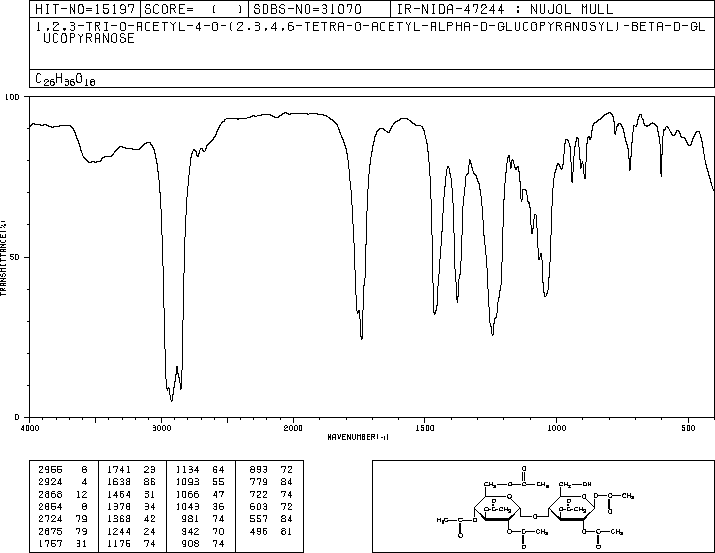 HIT-NO=15197 SCORE= ( ) SDBS-NO=31070 IR-NIDA-47244 : NUJOL MULL
1,2,3-TRI-O-ACETYL-4-O-(2,3,4,6-TETRA-O-ACETYL-ALPHA-D-GLUCOPYRANOSYL)-BETA-D-GL
UCOPYRANOSE
C26H36O18
100
50
0
TRANSMITTANCE(%)
4000 3000 2000 1500 1000 500
WAVENUMBER(-1)
2955 8 1741 23 1134 64 893 72
2924 4 1638 86 1093 55 779 84
2868 12 1464 31 1066 47 722 74
2854 8 1378 34 1043 36 603 72
2724 79 1368 42 981 74 557 84
2675 79 1244 24 942 70 496 81
1757 31 1176 74 908 74